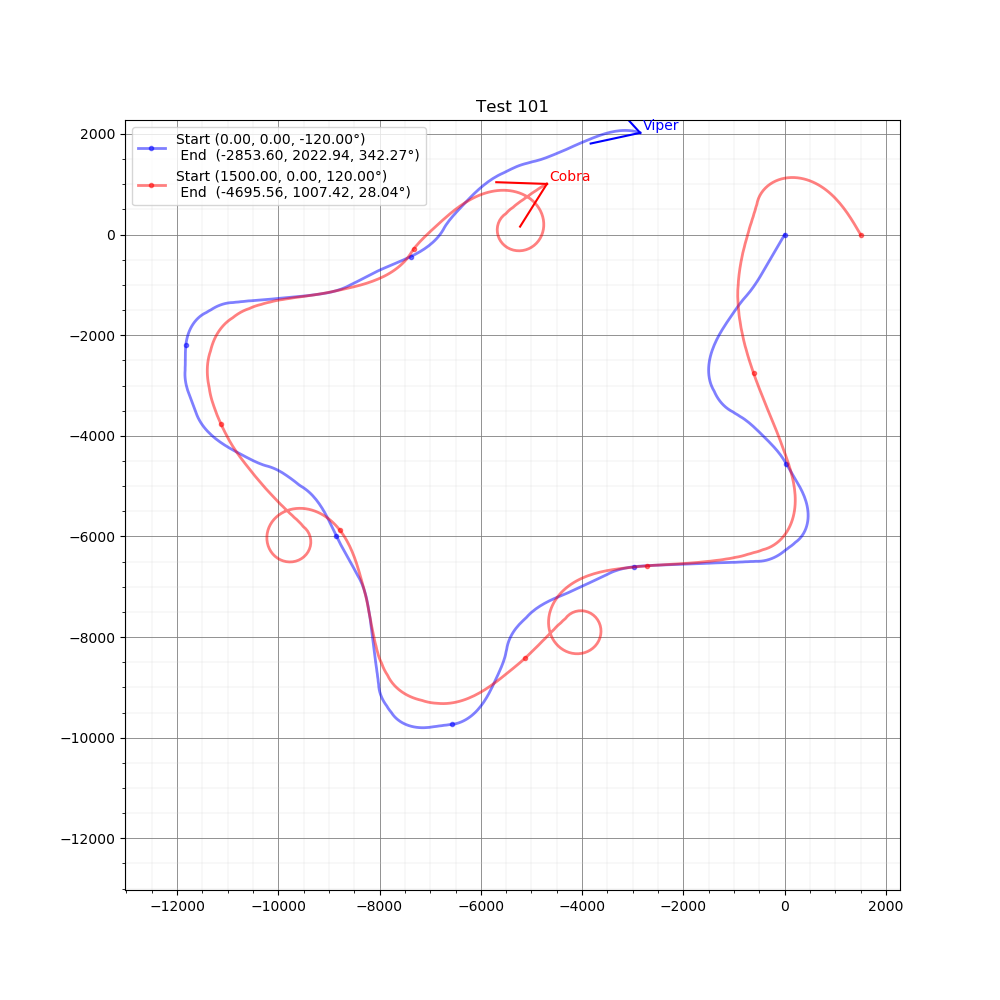 Test 101
Viper
Start (0.00, 0.00, -120.00°)
End  (-2853.60, 2022.94, 342.27°)
Start (1500.00, 0.00, 120.00°)
End  (-4695.56, 1007.42, 28.04°)
Cobra
2000
0
−2000
−4000
−6000
−8000
−10000
−12000
−12000 −10000 −8000 −6000 −4000 −2000 0 2000